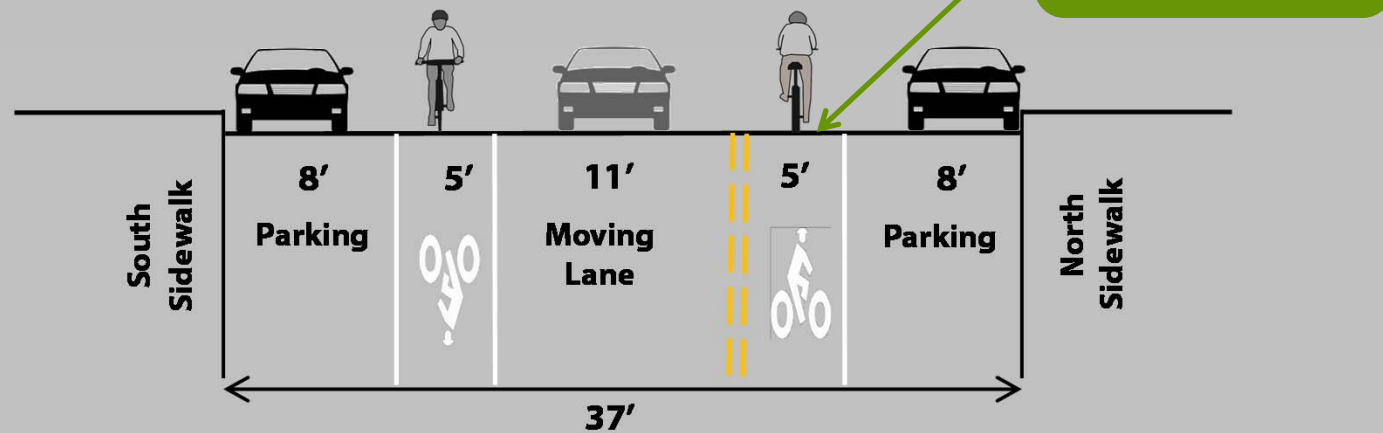 8’
5’
11’
5’
8’
Parking
Moving
Lane
Parking
South
Sidewalk
North
Sidewalk
37’